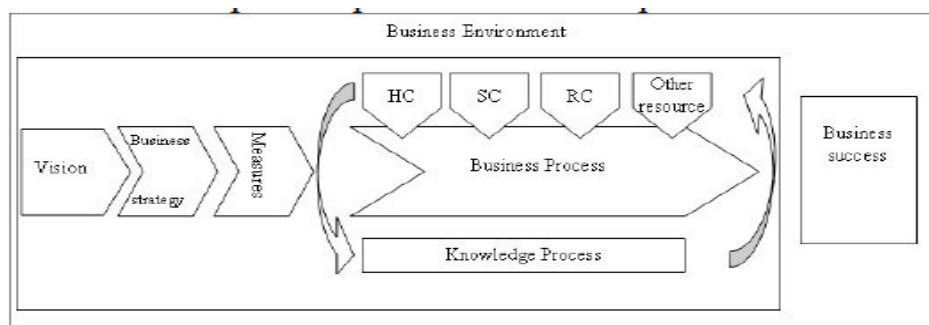 Business Environment
HC
SC
RC
Other
resource
Vision
Business
strategy
Measures
Business Process
Knowledge Process
Business
success